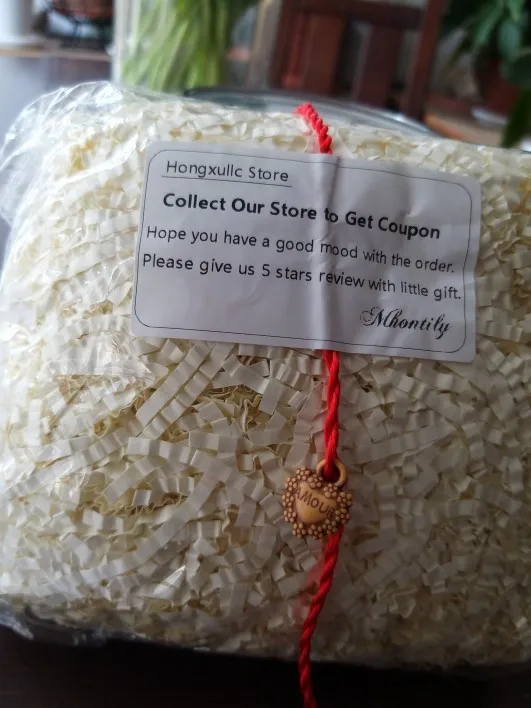 Hongxullc Store
Collect Our Store to Get Coupon
Hope you have a good mood with the order.
Please give us 5 stars review with little gift.
Mhontily
AMOUR